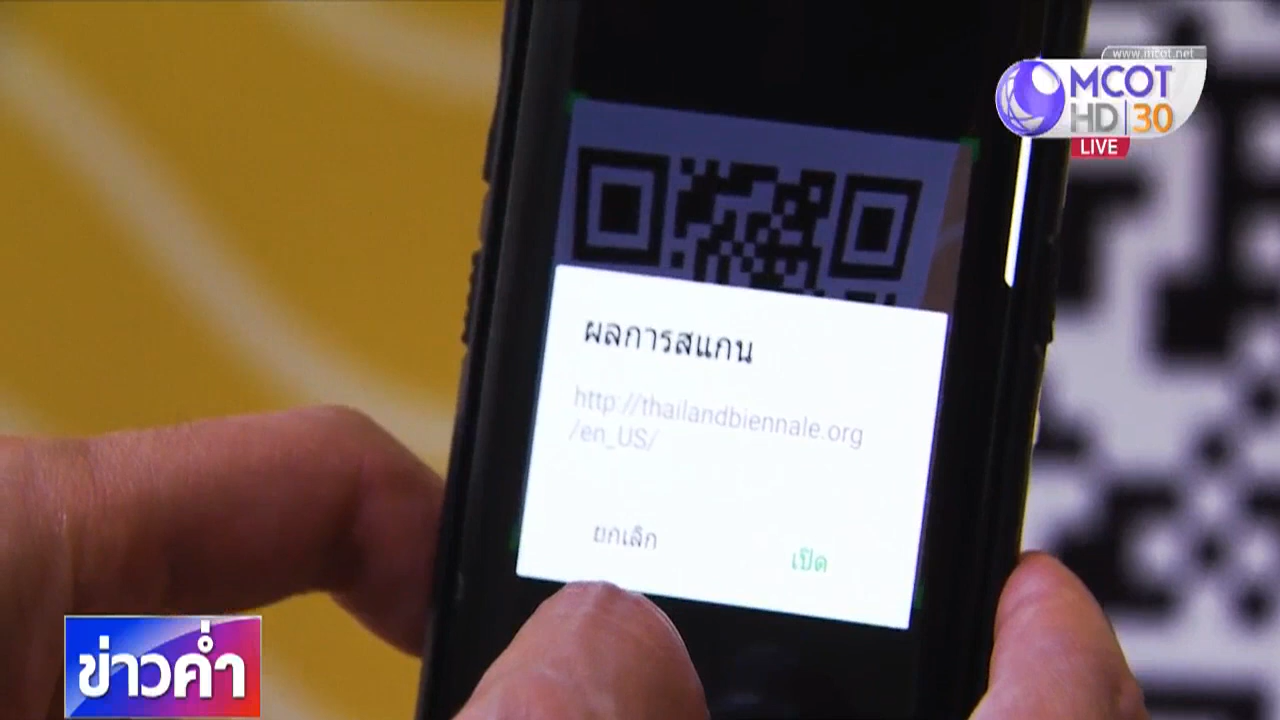 www.mcot.net
MCOT
HD 30
LIVE
ผลการสแกน
http://thailandbiennale.org
/en_US/
ยกเลิก
เปิด
ข่าวค่ำ